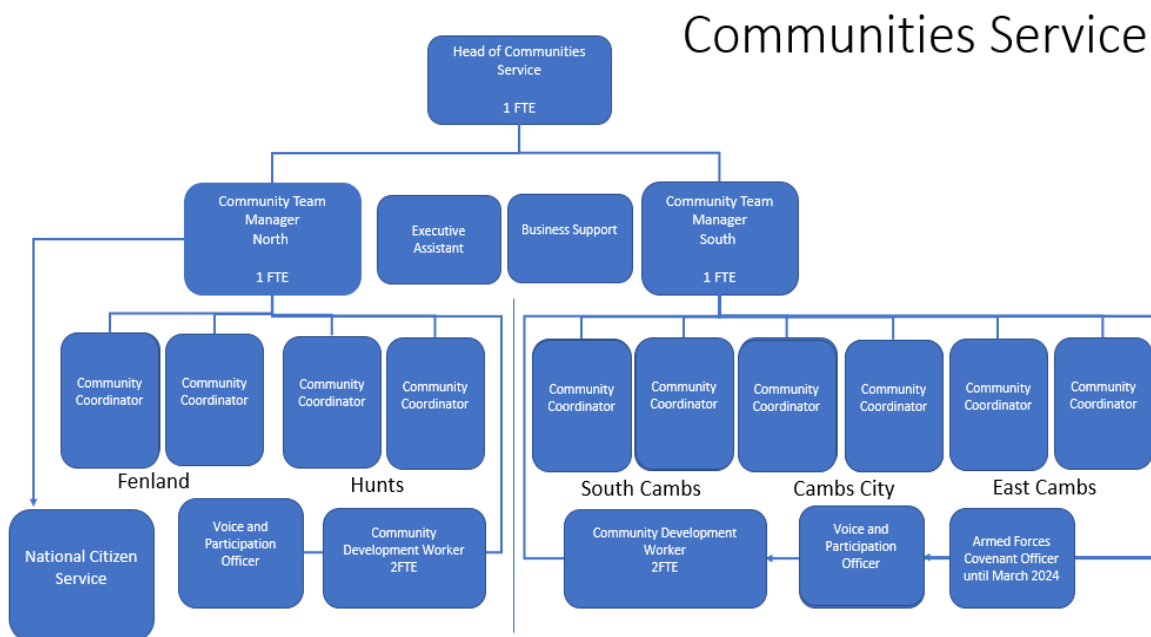 Communities Service
Head of Communities
Service
1 FTE
Community Team
Manager
North
1 FTE
Executive
Assistant
Business Support
Community Team
Manager
South
1 FTE
Community
Coordinator
Community
Coordinator
Community
Coordinator
Community
Coordinator
Community
Coordinator
Community
Coordinator
Community
Coordinator
Community
Coordinator
Community
Coordinator
Community
Coordinator
Fenland
Hunts
South Cambs
Cambs City
East Cambs
National Citizen
Service
Voice and
Participation
Officer
Community
Development Worker
2FTE
Community Development
Worker
2FTE
Voice and
Participation
Officer
Armed Forces
Covenant Officer
until March 2024